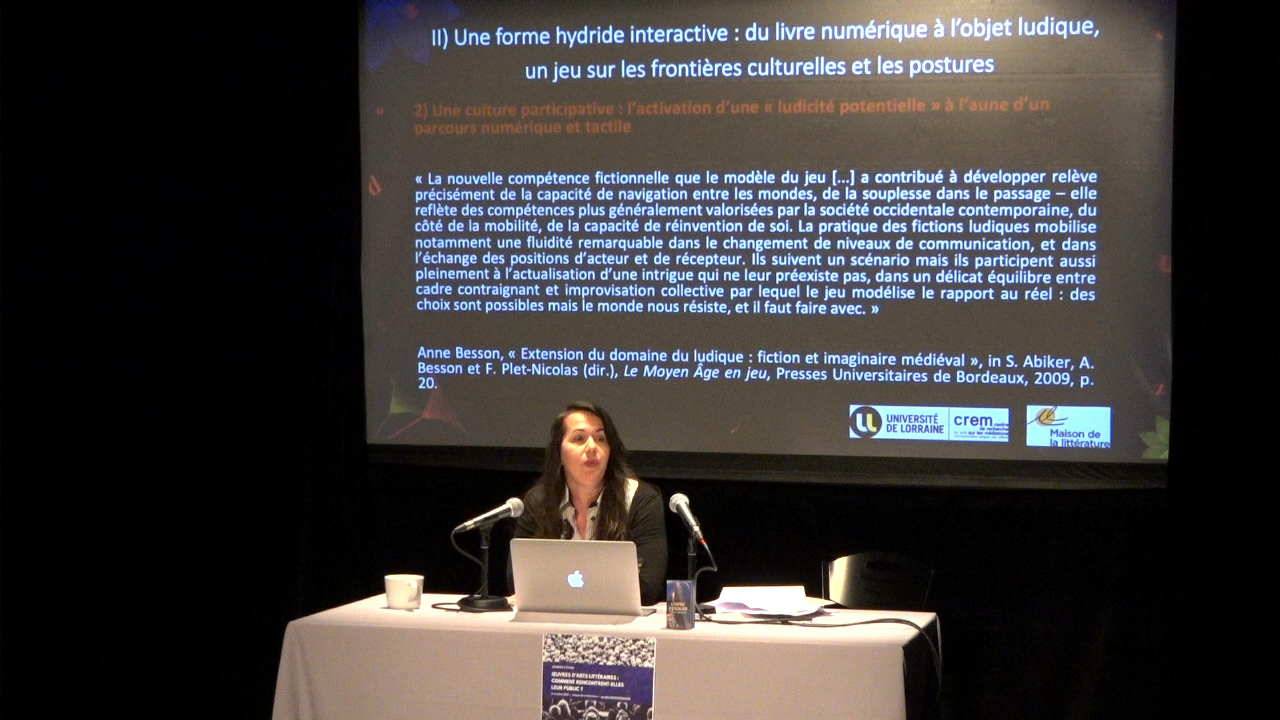 II) Une forme hydride interactive : du livre numérique à l'objet ludique,
un jeu sur les frontières culturelles et les postures
2) Une culture participative : l'activation d'une « ludicité potentielle » à l'aune d'un
parcours numérique et tactile
« La nouvelle compétence fictionnelle que le modèle du jeu [...] a contribué à développer relève
précisément de la capacité de navigation entre les mondes, de la souplesse dans le passage – elle
reflète des compétences plus généralement valorisées par la société occidentale contemporaine, du
côté de la mobilité, de la capacité de réinvention de soi. La pratique des fictions ludiques mobilise
notamment une fluidité remarquable dans le changement de niveaux de communication, et dans
l'échange des positions d'acteur et de récepteur. Ils suivent un scénario mais ils participent aussi
pleinement à l'actualisation d'une intrigue qui ne leur préexiste pas, dans un délicat équilibre entre
cadre contraignant et improvisation collective par lequel le jeu modélise le rapport au réel : des
choix sont possibles mais le monde nous résiste, et il faut faire avec. »
Anne Besson, « Extension du domaine du ludique : fiction et imaginaire médiéval », in S. Abiker, A.
Besson et F. Plet-Nicolas (dir.), Le Moyen Âge en jeu, Presses Universitaires de Bordeaux, 2009, p.
20.
UNIVERSITÉ
DE LORRAINE
crem centre
de recherche
sur les médiations
Maison de
la littérature
ŒUVRES D'ARTS LITTÉRAIRES :
COMMENT RENCONTRENT-ELLES
LEUR PUBLIC ?